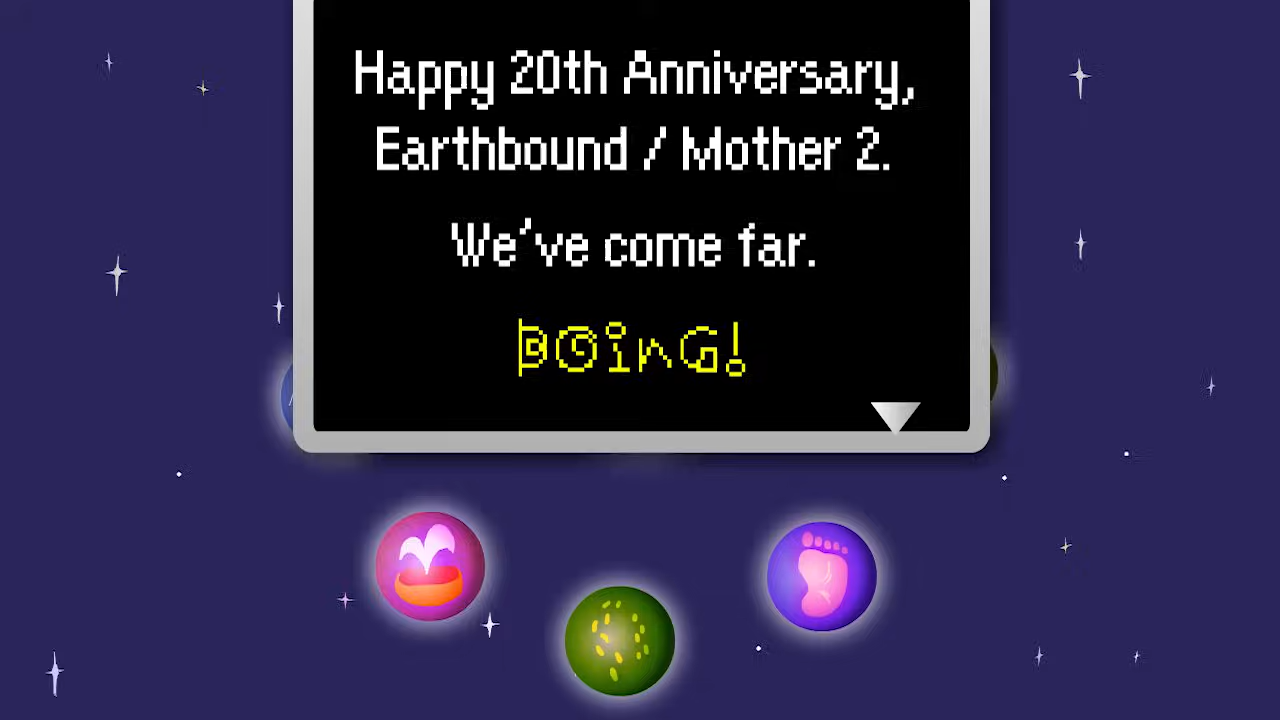 Happy 20th Anniversary,
Earthbound / Mother 2.
We've come far.
BOinG!